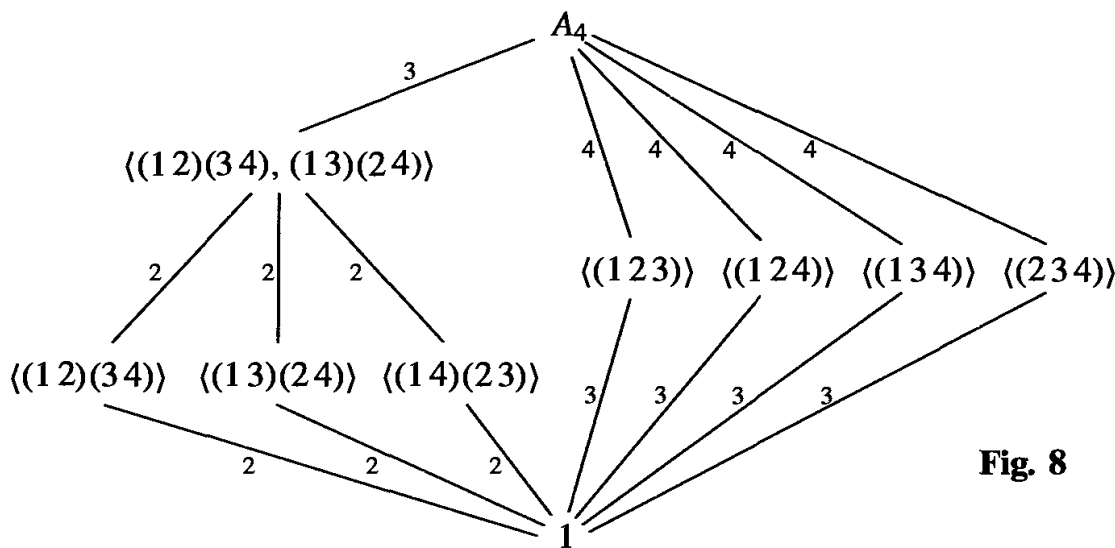 A₄
3
4 4 4 4
⟨(1 2)(3 4), (1 3)(2 4)⟩
2 2 2
⟨(1 2 3)⟩ ⟨(1 2 4)⟩ ⟨(1 3 4)⟩ ⟨(2 3 4)⟩
⟨(1 2)(3 4)⟩ ⟨(1 3)(2 4)⟩ ⟨(1 4)(2 3)⟩
3 3 3 3
2 2 2
Fig. 8
1